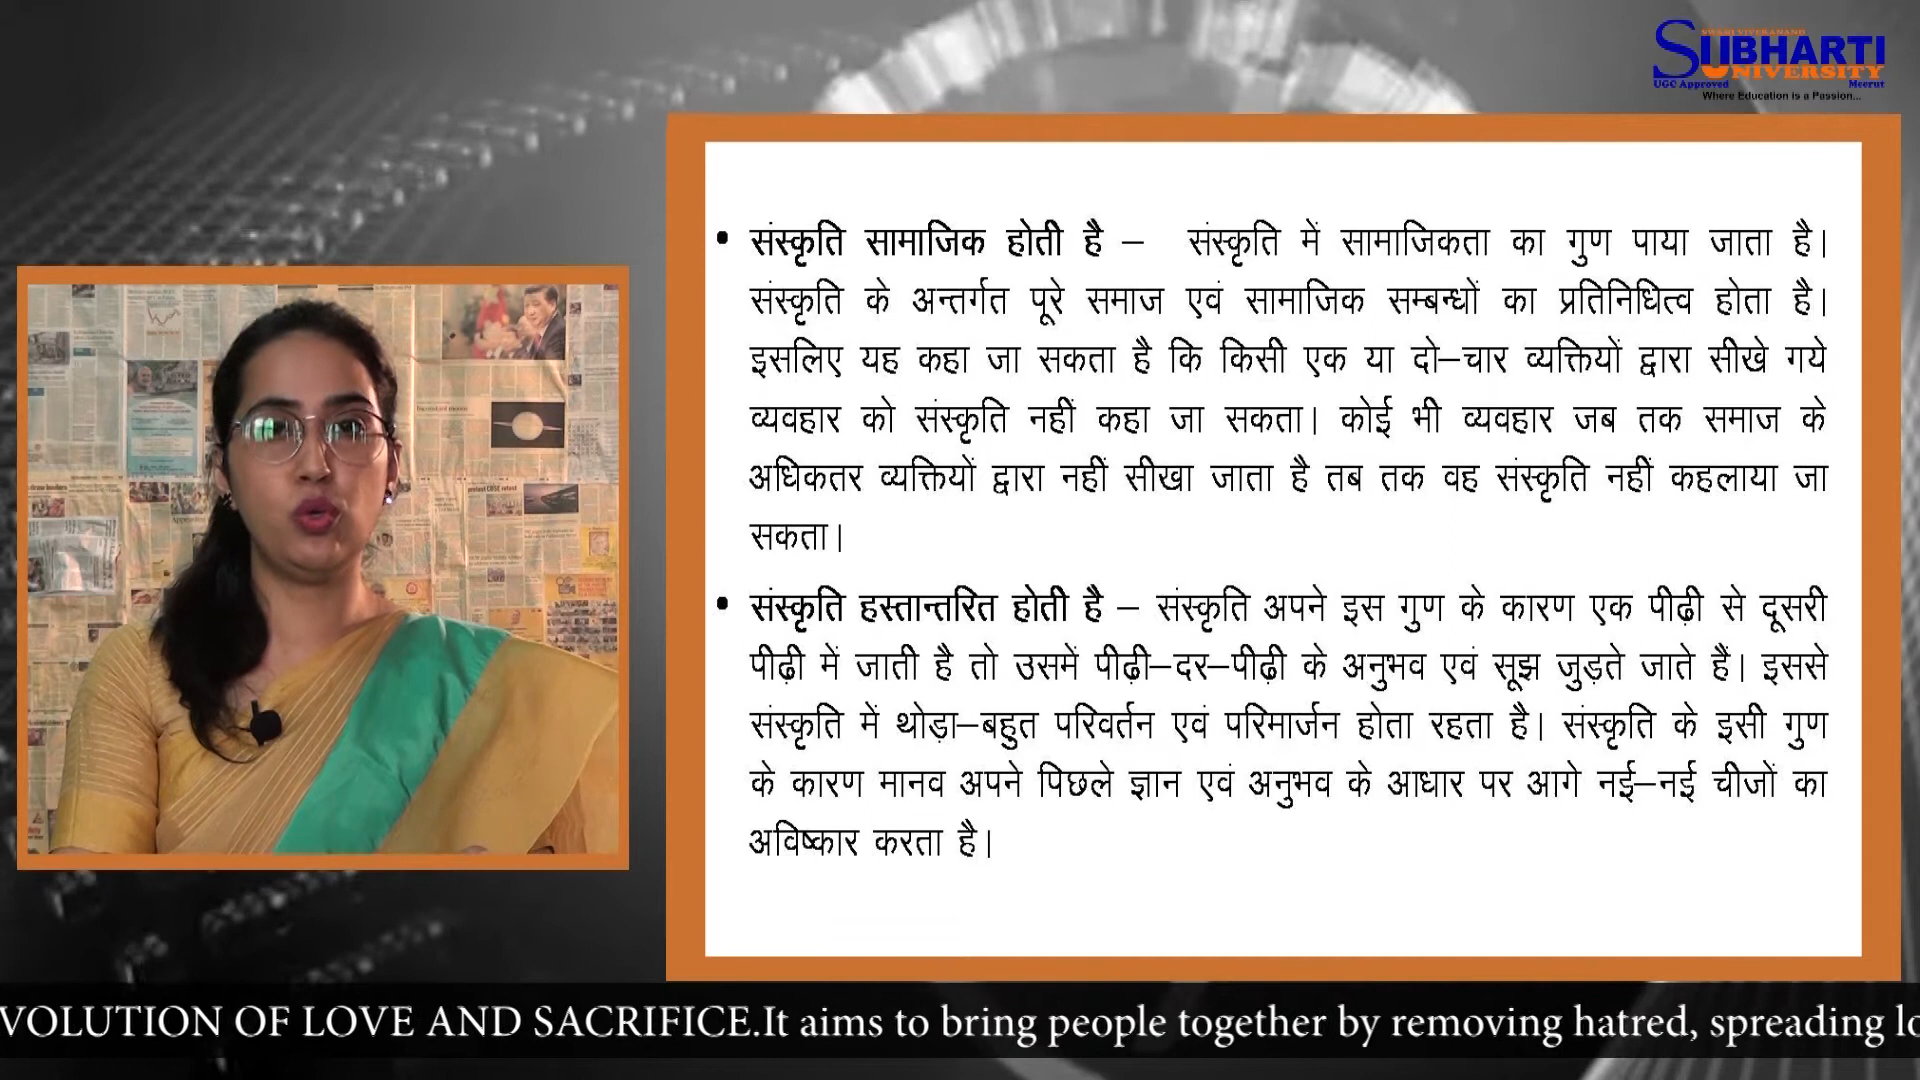 SWAMI VIVEKANAND
SUBHARTI
UNIVERSITY
UGC Approved Meerut
Where Education is a Passion...
• संस्कृति सामाजिक होती है – संस्कृति में सामाजिकता का गुण पाया जाता है।
संस्कृति के अन्तर्गत पूरे समाज एवं सामाजिक सम्बन्धों का प्रतिनिधित्व होता है।
इसलिए यह कहा जा सकता है कि किसी एक या दो–चार व्यक्तियों द्वारा सीखे गये
व्यवहार को संस्कृति नहीं कहा जा सकता। कोई भी व्यवहार जब तक समाज के
अधिकतर व्यक्तियों द्वारा नहीं सीखा जाता है तब तक वह संस्कृति नहीं कहलाया जा
सकता।
• संस्कृति हस्तान्तरित होती है – संस्कृति अपने इस गुण के कारण एक पीढ़ी से दूसरी
पीढ़ी में जाती है तो उसमें पीढ़ी–दर–पीढ़ी के अनुभव एवं सूझ जुड़ते जाते हैं। इससे
संस्कृति में थोड़ा–बहुत परिवर्तन एवं परिमार्जन होता रहता है। संस्कृति के इसी गुण
के कारण मानव अपने पिछले ज्ञान एवं अनुभव के आधार पर आगे नई–नई चीजों का
अविष्कार करता है।
VOLUTION OF LOVE AND SACRIFICE.It aims to bring people together by removing hatred, spreading lo